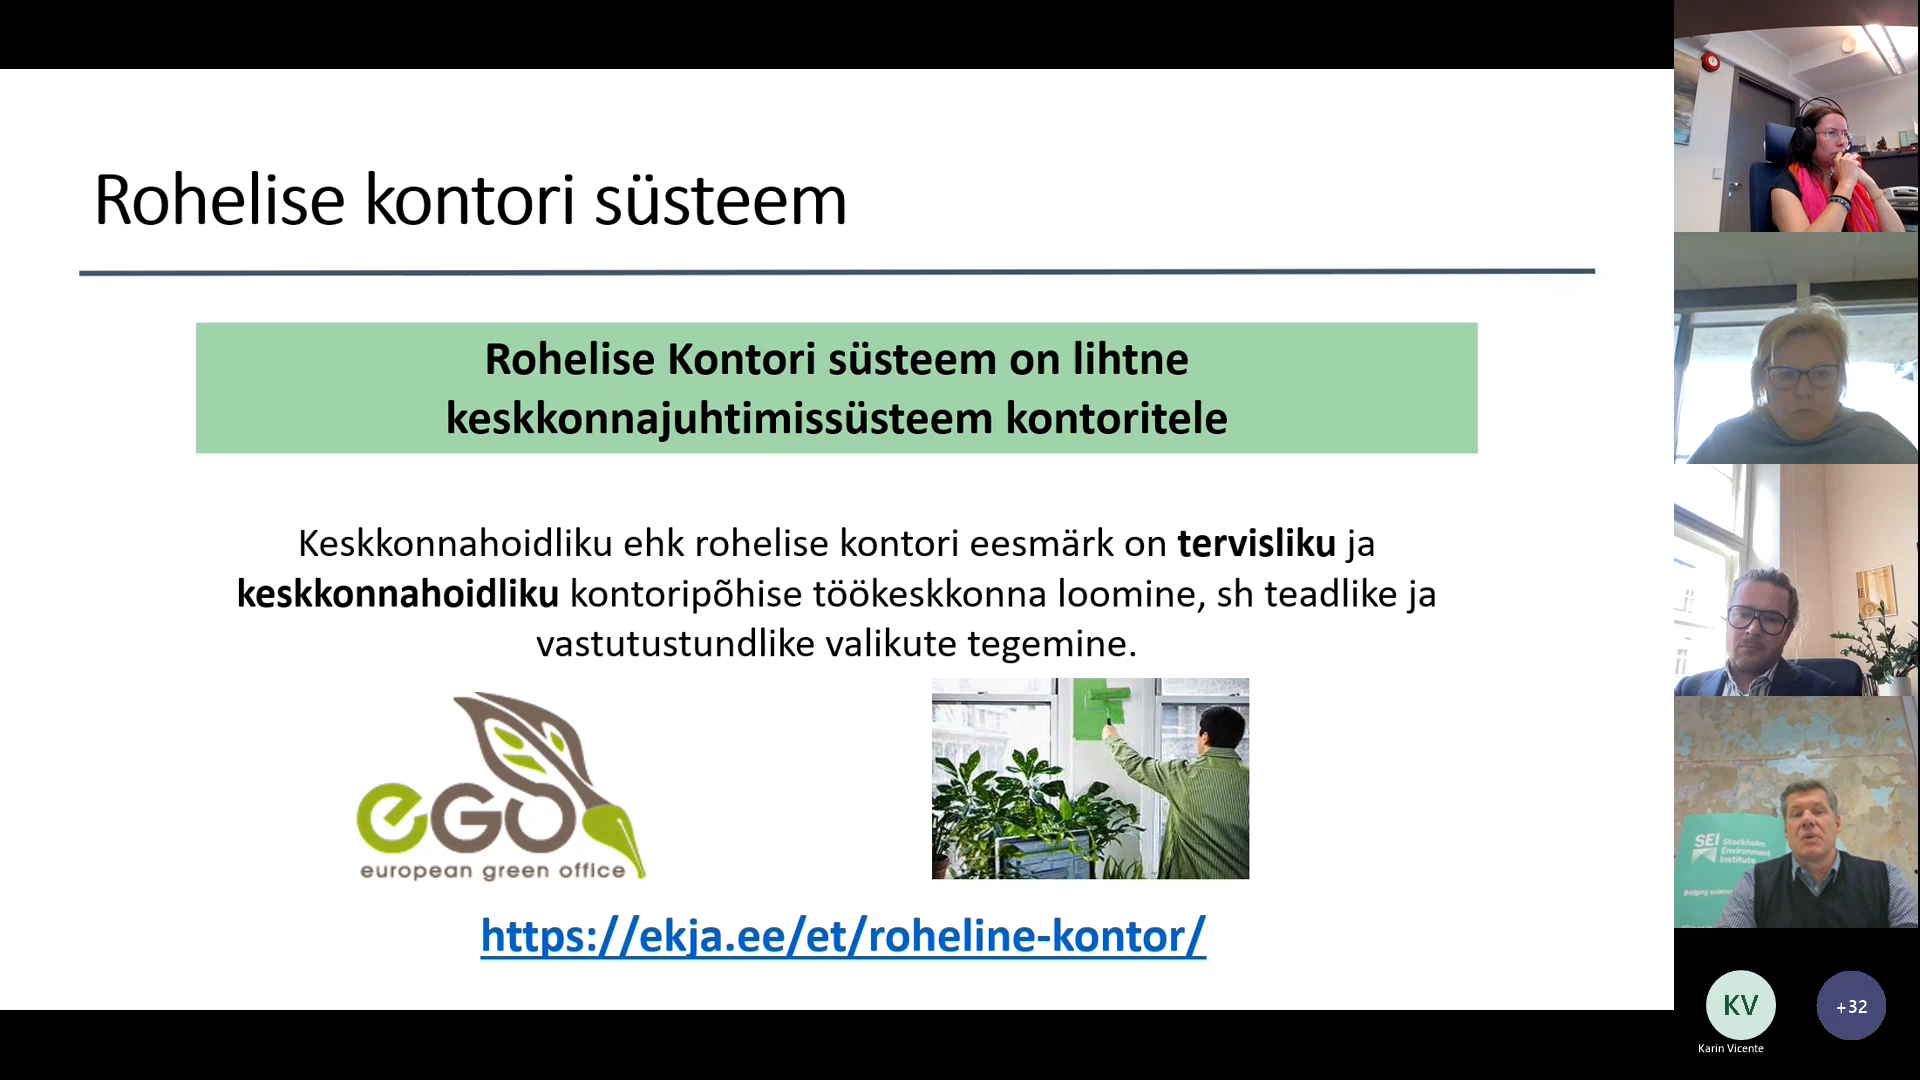 Rohelise kontori süsteem
Rohelise Kontori süsteem on lihtne
keskkonnajuhtimissüsteem kontoritele
Keskkonnahoidliku ehk rohelise kontori eesmärk on tervisliku ja
keskkonnahoidliku kontoripõhise töökeskkonna loomine, sh teadlike ja
vastutustundlike valikute tegemine.
eGO
european green office
https://ekja.ee/et/roheline-kontor/
SEI Stockholm
Environment
Institute
KV
Karin Vicente
+32